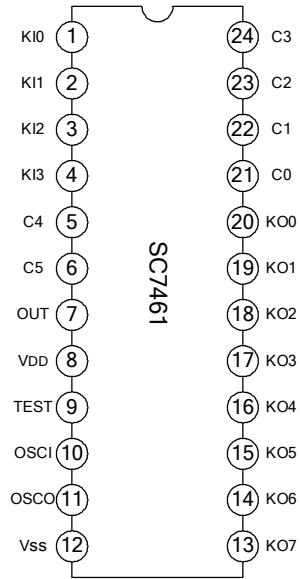 KI0 1 24 C3
KI1 2 23 C2
KI2 3 22 C1
KI3 4 21 C0
C4 5 20 KO0
C5 6 19 KO1
OUT 7 18 KO2
VDD 8 17 KO3
TEST 9 16 KO4
OSCI 10 15 KO5
OSCO 11 14 KO6
Vss 12 13 KO7
SC7461